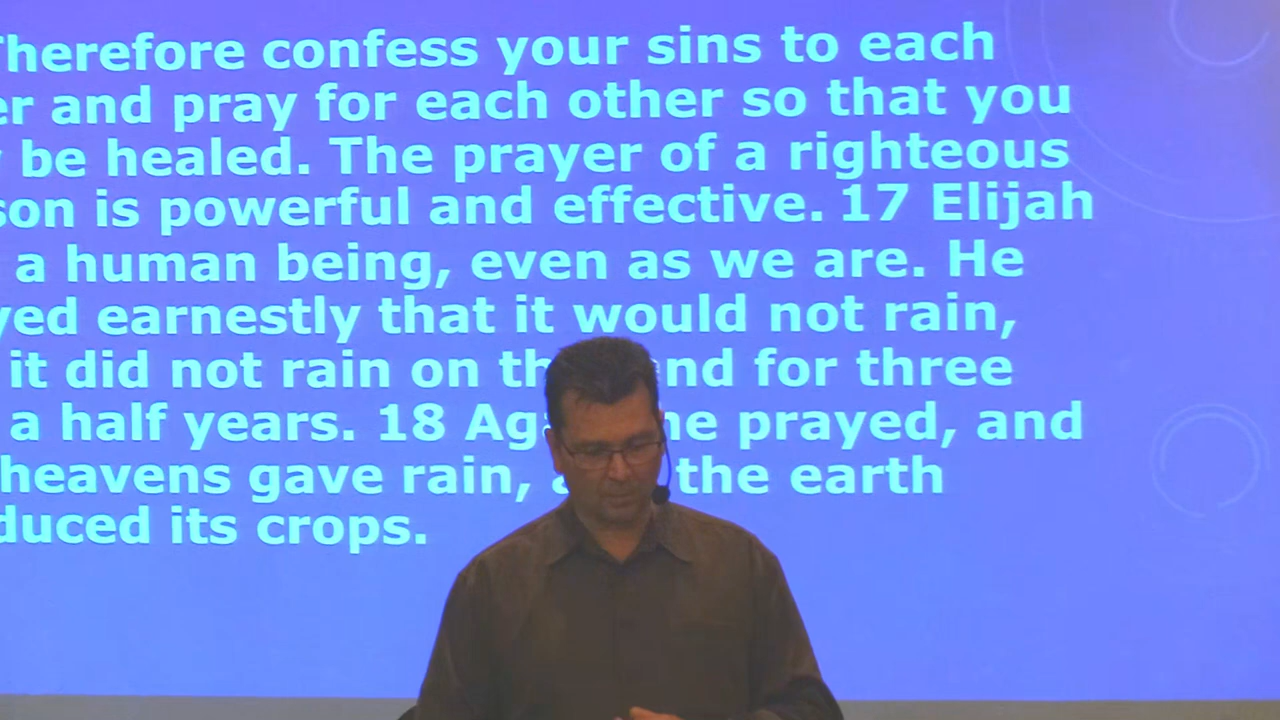 Therefore confess your sins to each
er and pray for each other so that you
be healed. The prayer of a righteous
son is powerful and effective. 17 Elijah
a human being, even as we are. He
yed earnestly that it would not rain,
it did not rain on th nd for three
a half years. 18 Aga he prayed, and
heavens gave rain, a the earth
duced its crops.